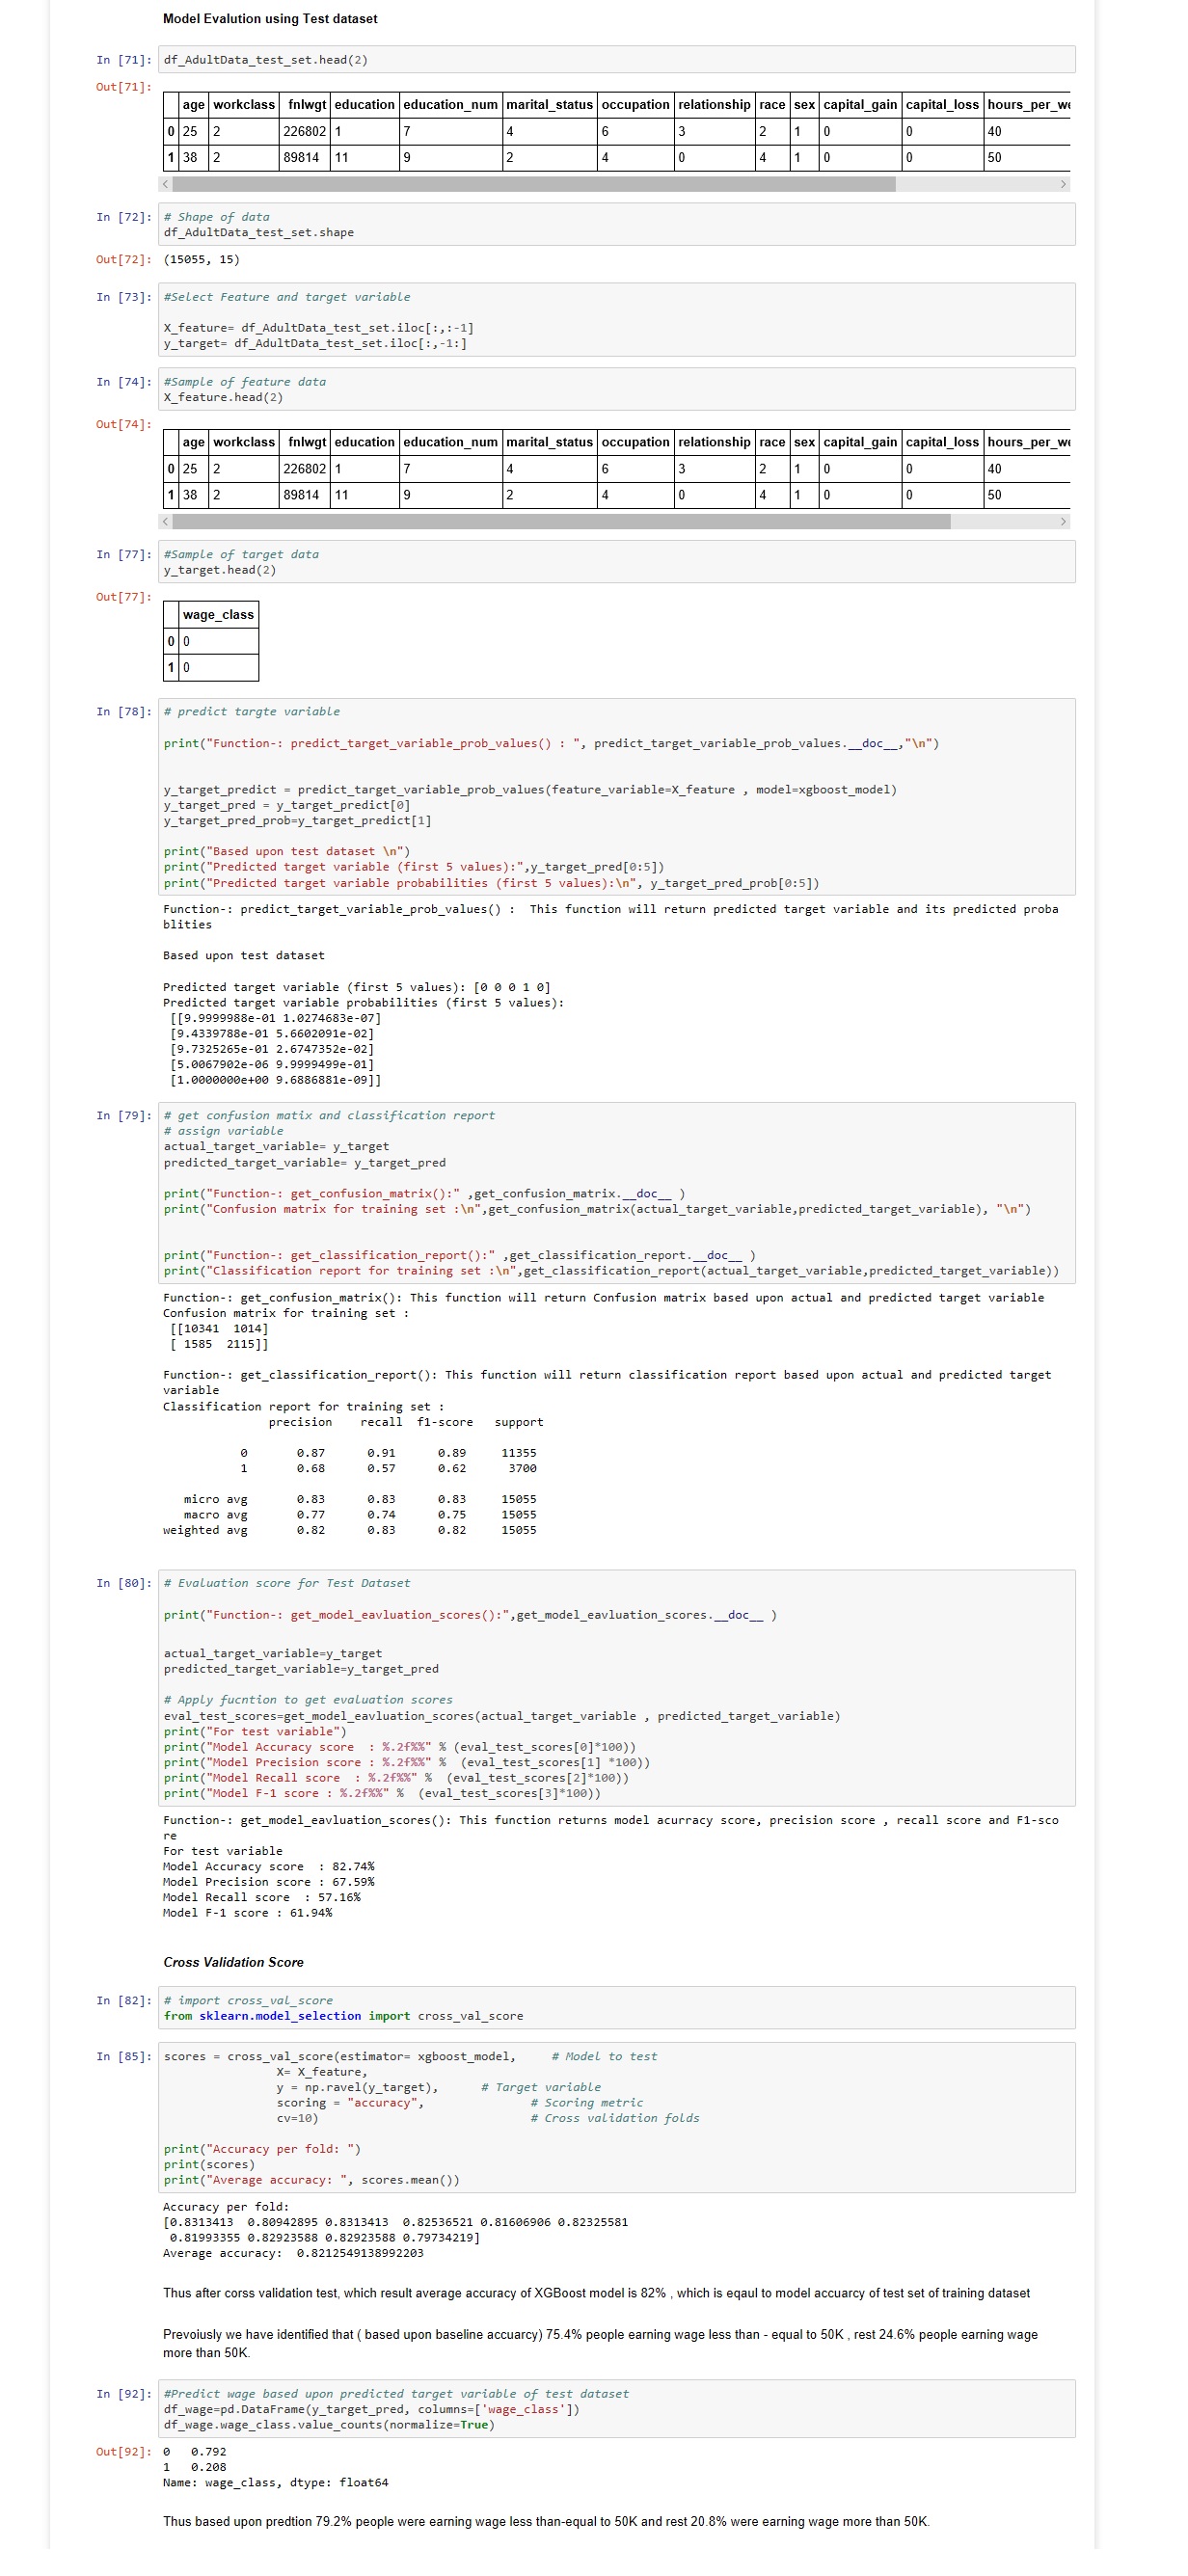 Model Evalution using Test dataset
In [71]: df_AdultData_test_set.head(2)
Out[71]:
age workclass fnlwgt education education_num marital_status occupation relationship race sex capital_gain capital_loss hours_per_we
0 25 2 226802 1 7 4 6 3 2 1 0 0 40
1 38 2 89814 11 9 2 4 0 4 1 0 0 50
In [72]: # Shape of data
df_AdultData_test_set.shape
Out[72]: (15055, 15)
In [73]: #Select Feature and target variable
X_feature= df_AdultData_test_set.iloc[:,:-1]
y_target= df_AdultData_test_set.iloc[:,-1:]
In [74]: #Sample of feature data
X_feature.head(2)
Out[74]:
age workclass fnlwgt education education_num marital_status occupation relationship race sex capital_gain capital_loss hours_per_we
0 25 2 226802 1 7 4 6 3 2 1 0 0 40
1 38 2 89814 11 9 2 4 0 4 1 0 0 50
In [77]: #Sample of target data
y_target.head(2)
Out[77]:
wage_class
0 0
1 0
In [78]: # predict targte variable
print("Function-: predict_target_variable_prob_values() : ", predict_target_variable_prob_values.__doc__,"\n")
y_target_predict = predict_target_variable_prob_values(feature_variable=X_feature , model=xgboost_model)
y_target_pred = y_target_predict[0]
y_target_pred_prob=y_target_predict[1]
print("Based upon test dataset \n")
print("Predicted target variable (first 5 values):",y_target_pred[0:5])
print("Predicted target variable probabilities (first 5 values):\n", y_target_pred_prob[0:5])
Function-: predict_target_variable_prob_values() :  This function will return predicted target variable and its predicted proba
blities
Based upon test dataset
Predicted target variable (first 5 values): [0 0 0 1 0]
Predicted target variable probabilities (first 5 values):
[[9.9999988e-01 1.0274683e-07]
[9.4339788e-01 5.6602091e-02]
[9.7325265e-01 2.6747352e-02]
[5.0067902e-06 9.9999499e-01]
[1.0000000e+00 9.6886881e-09]]
In [79]: # get confusion matix and classification report
# assign variable
actual_target_variable= y_target
predicted_target_variable= y_target_pred
print("Function-: get_confusion_matrix():" ,get_confusion_matrix.__doc__ )
print("Confusion matrix for training set :\n",get_confusion_matrix(actual_target_variable,predicted_target_variable), "\n")
print("Function-: get_classification_report():" ,get_classification_report.__doc__ )
print("Classification report for training set :\n",get_classification_report(actual_target_variable,predicted_target_variable))
Function-: get_confusion_matrix(): This function will return Confusion matrix based upon actual and predicted target variable
Confusion matrix for training set :
[[10341  1014]
[ 1585  2115]]
Function-: get_classification_report(): This function will return classification report based upon actual and predicted target
variable
Classification report for training set :
precision recall f1-score support
0 0.87 0.91 0.89 11355
1 0.68 0.57 0.62 3700
micro avg 0.83 0.83 0.83 15055
macro avg 0.77 0.74 0.75 15055
weighted avg 0.82 0.83 0.82 15055
In [80]: # Evaluation score for Test Dataset
print("Function-: get_model_eavluation_scores():",get_model_eavluation_scores.__doc__ )
actual_target_variable=y_target
predicted_target_variable=y_target_pred
# Apply fucntion to get evaluation scores
eval_test_scores=get_model_eavluation_scores(actual_target_variable , predicted_target_variable)
print("For test variable")
print("Model Accuracy score  : %.2f%%" % (eval_test_scores[0]*100))
print("Model Precision score : %.2f%%" %  (eval_test_scores[1] *100))
print("Model Recall score  : %.2f%%" %  (eval_test_scores[2]*100))
print("Model F-1 score : %.2f%%" %  (eval_test_scores[3]*100))
Function-: get_model_eavluation_scores(): This function returns model acurracy score, precision score , recall score and F1-sco
re
For test variable
Model Accuracy score  : 82.74%
Model Precision score : 67.59%
Model Recall score  : 57.16%
Model F-1 score : 61.94%
Cross Validation Score
In [82]: # import cross_val_score
from sklearn.model_selection import cross_val_score
In [85]: scores = cross_val_score(estimator= xgboost_model, # Model to test
X= X_feature,
y = np.ravel(y_target), # Target variable
scoring = "accuracy", # Scoring metric
cv=10) # Cross validation folds
print("Accuracy per fold: ")
print(scores)
print("Average accuracy: ", scores.mean())
Accuracy per fold:
[0.8313413  0.80942895 0.8313413  0.82536521 0.81606906 0.82325581
0.81993355 0.82923588 0.82923588 0.79734219]
Average accuracy:  0.8212549138992203
Thus after corss validation test, which result average accuracy of XGBoost model is 82% , which is eqaul to model accuarcy of test set of training dataset
Prevoiusly we have identified that ( based upon baseline accuarcy) 75.4% people earning wage less than - equal to 50K , rest 24.6% people earning wage
more than 50K.
In [92]: #Predict wage based upon predicted target variable of test dataset
df_wage=pd.DataFrame(y_target_pred, columns=['wage_class'])
df_wage.wage_class.value_counts(normalize=True)
Out[92]: 0 0.792
1 0.208
Name: wage_class, dtype: float64
Thus based upon predtion 79.2% people were earning wage less than-equal to 50K and rest 20.8% were earning wage more than 50K.